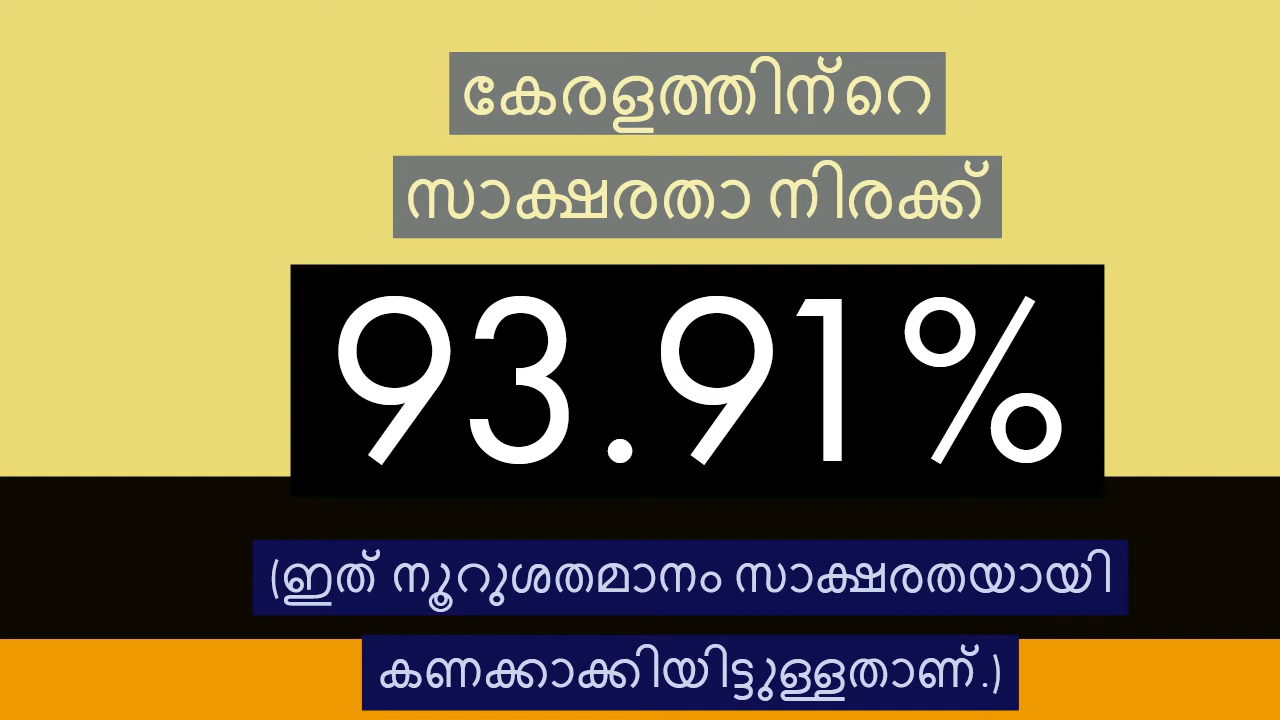 കേരളത്തിന്റെ
സാക്ഷരതാ നിരക്ക്
93.91%
(ഇത് നൂറുശതമാനം സാക്ഷരതയായി
കണക്കാക്കിയിട്ടുള്ളതാണ്.)